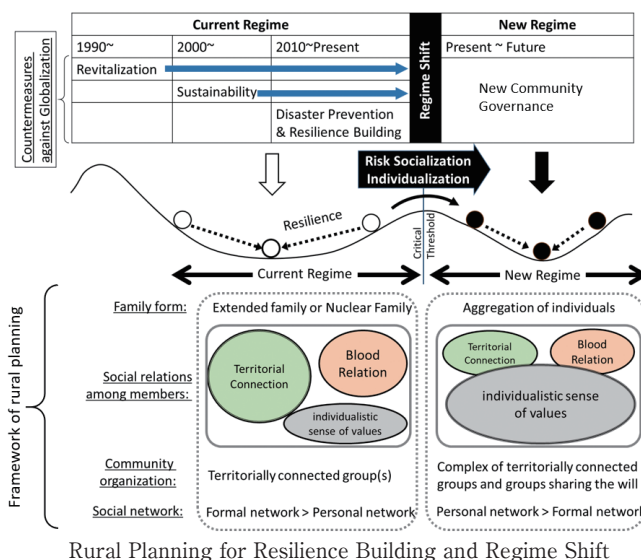 Current Regime
New Regime
1990~
2000~
2010~Present
Present ~ Future
Countermeasures
against Globalization
Revitalization
Sustainability
Disaster Prevention
& Resilience Building
Regime Shift
New Community
Governance
Risk Socialization
Individualization
Resilience
Critical
Threshold
Current Regime
New Regime
Framework of rural planning
Family form:
Extended family or Nuclear Family
Aggregation of individuals
Social relations
among members:
Territorial
Connection
Blood
Relation
individualistic
sense of values
Territorial
Connection
Blood
Relation
individualistic sense
of values
Community
organization:
Territorially connected group(s)
Complex of territorially connected
groups and groups sharing the will
Social network:
Formal network > Personal network
Personal network > Formal network
Rural Planning for Resilience Building and Regime Shift